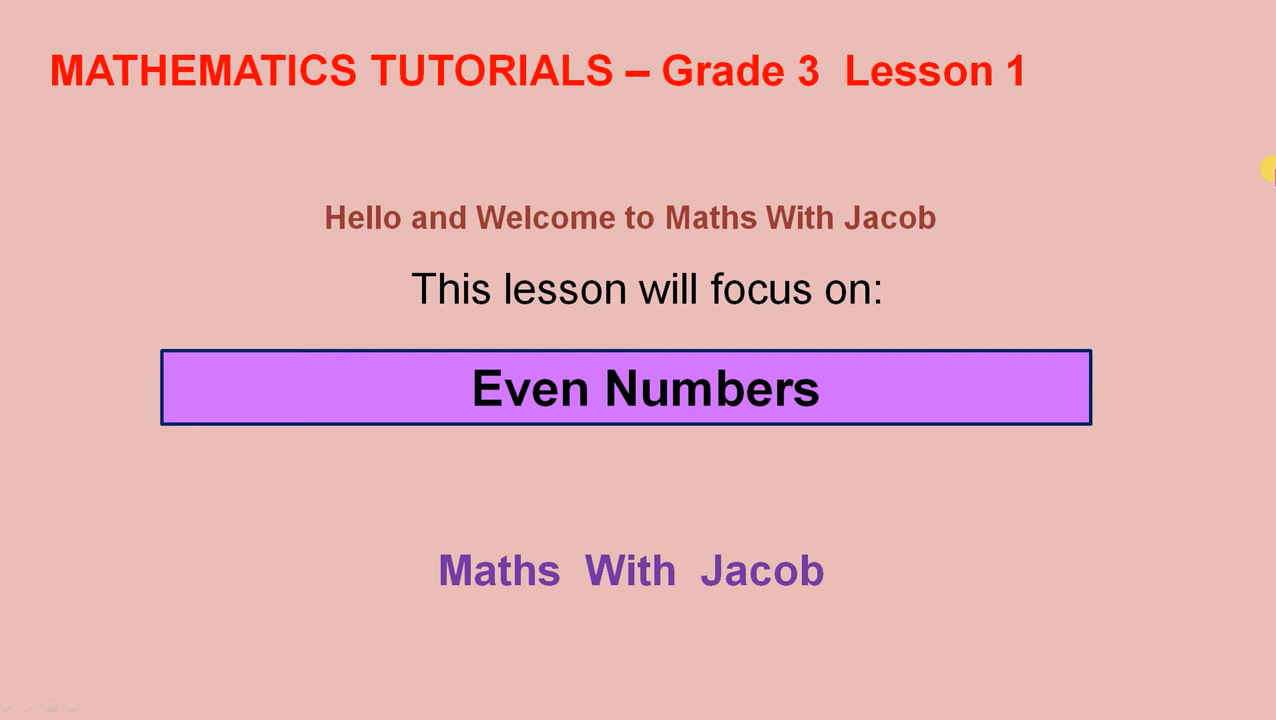 MATHEMATICS TUTORIALS – Grade 3 Lesson 1
Hello and Welcome to Maths With Jacob
This lesson will focus on:
Even Numbers
Maths With Jacob